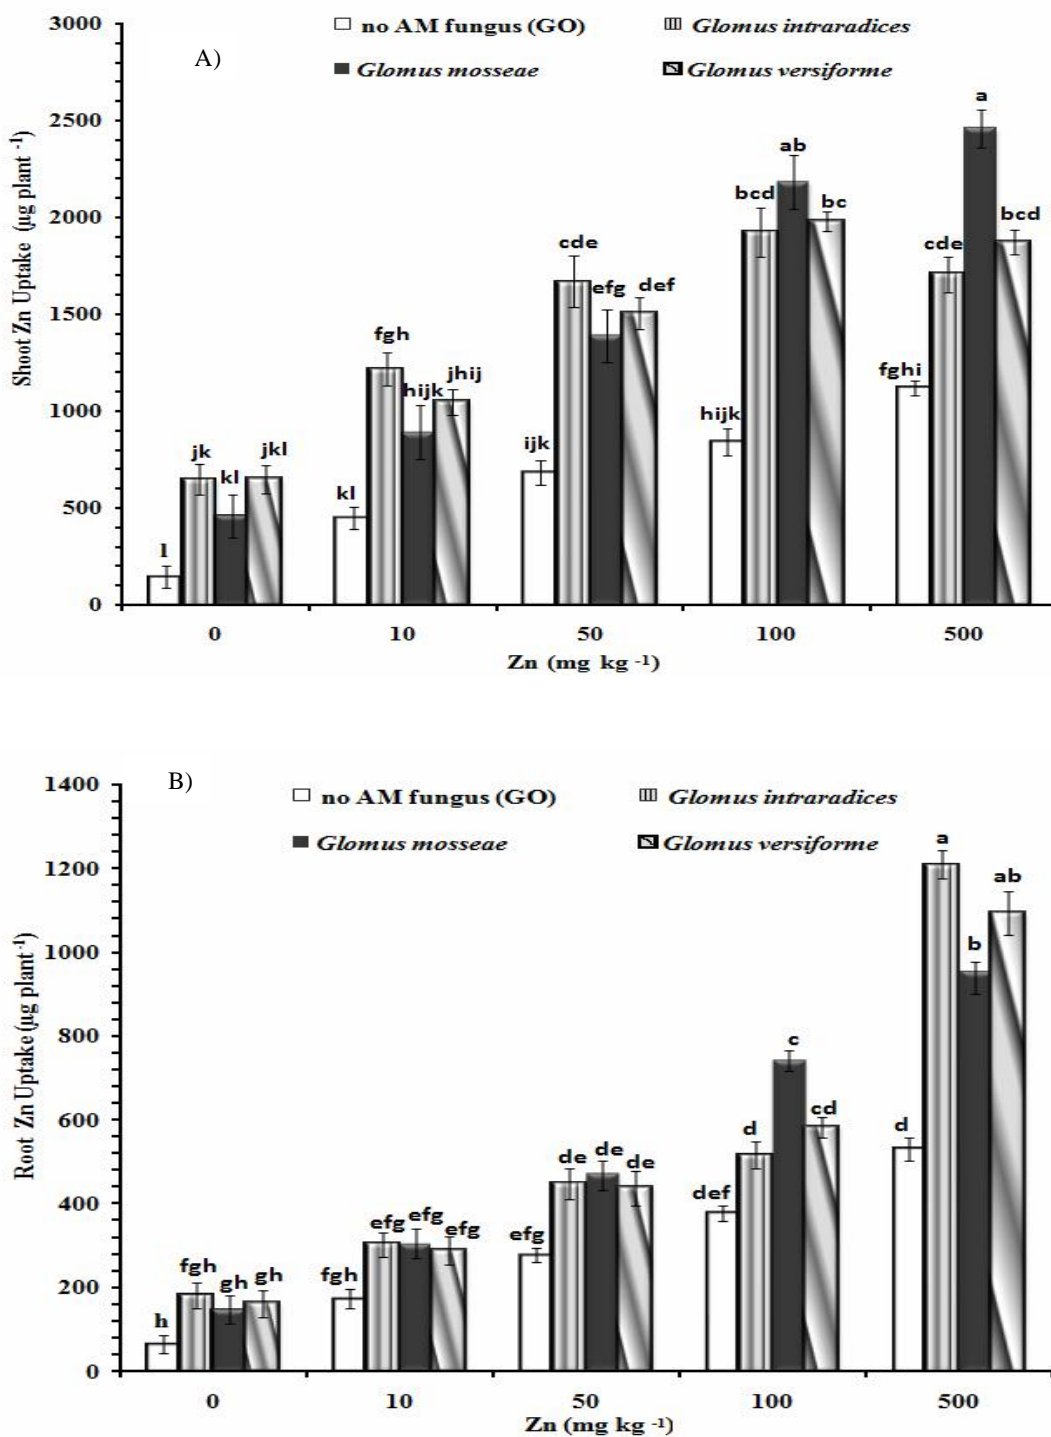 3000
A)
no AM fungus (GO)
Glomus intraradices
Glomus mosseae
Glomus versiforme
2500
2000
1500
1000
500
0
Shoot Zn Uptake (µg plant -1)
l
jk
kl
jkl
kl
fgh
hijk
jhij
ijk
cde
efg
def
hijk
bcd
ab
bc
fghi
cde
a
bcd
0 10 50 100 500
Zn (mg kg -1)
B)
1400
no AM fungus (GO)
Glomus intraradices
Glomus mosseae
Glomus versiforme
1200
1000
800
600
400
200
0
Root Zn Uptake (µg plant-1)
h
fgh
gh
gh
fgh
efg
efg
efg
efg
de
de
de
def
d
c
cd
d
a
b
ab
0 10 50 100 500
Zn (mg kg -1)